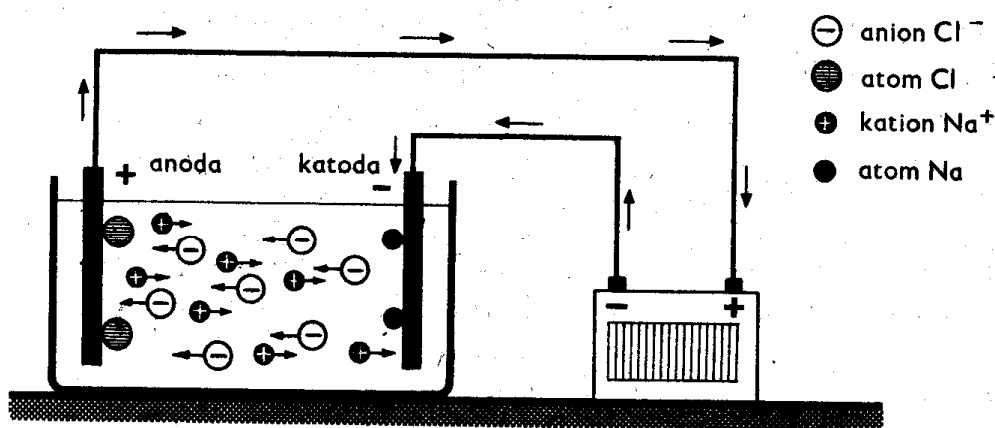 anion Cl⁻
atom Cl
kation Na⁺
atom Na
+ anoda
katoda
−
− +